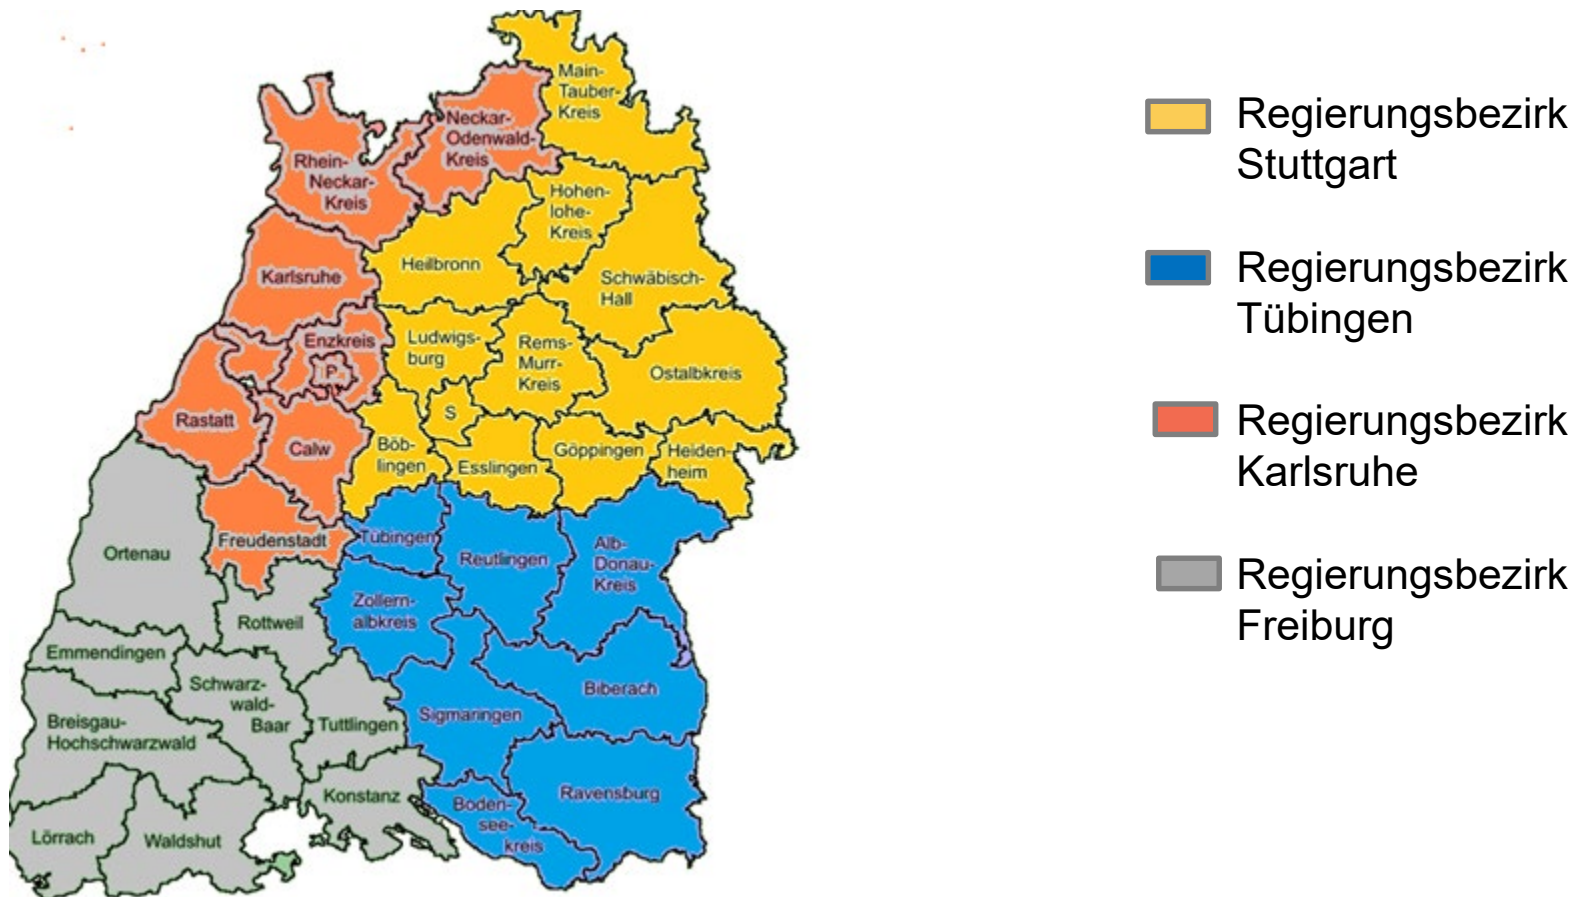 Main-
Tauber-
Kreis
Neckar-
Odenwald-
Kreis
Rhein-
Neckar-
Kreis
Hohen-
lohe-
Kreis
Heilbronn
Karlsruhe
Schwäbisch-
Hall
Enzkreis
P.
Ludwigs-
burg
Rems-
Murr-
Kreis
Ostalbkreis
Rastatt
Calw
S
Böb-
lingen
Esslingen
Göppingen
Heiden-
heim
Ortenau
Freudenstadt
Tübingen
Reutlingen
Alb-
Donau-
Kreis
Zollern-
albkreis
Rottweil
Emmendingen
Schwarz-
wald-
Baar
Tuttlingen
Sigmaringen
Biberach
Breisgau-
Hochschwarzwald
Konstanz
Boden-
see-
kreis
Ravensburg
Lörrach
Waldshut
Regierungsbezirk
Stuttgart
Regierungsbezirk
Tübingen
Regierungsbezirk
Karlsruhe
Regierungsbezirk
Freiburg